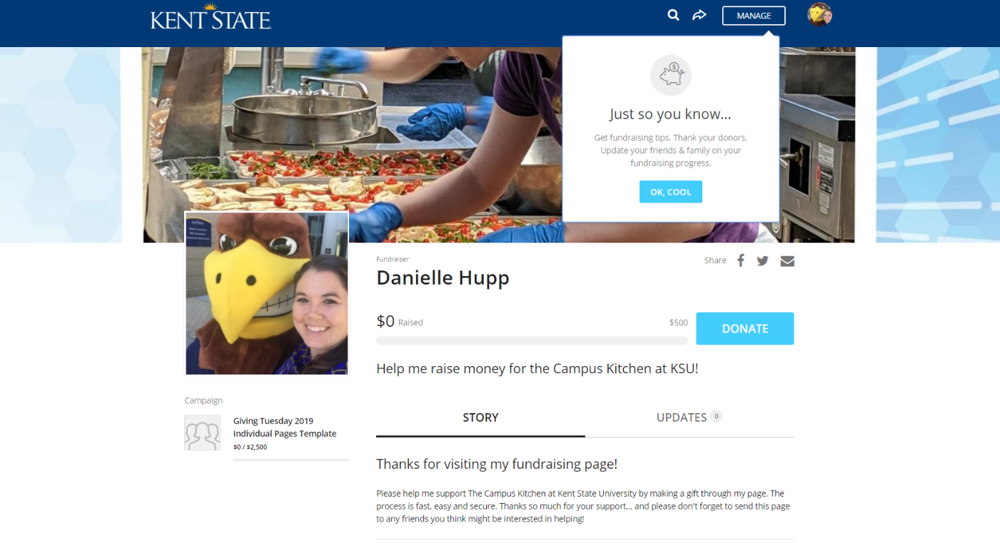 KENT STATE
MANAGE
Just so you know...
Get fundraising tips. Thank your donors.
Update your friends & family on your
fundraising progress.
OK, COOL
Fundraiser
Share
Danielle Hupp
$0 Raised
$500
DONATE
Help me raise money for the Campus Kitchen at KSU!
Campaign
Giving Tuesday 2019
Individual Pages Template
$0 / $2,500
STORY
UPDATES 0
Thanks for visiting my fundraising page!
Please help me support The Campus Kitchen at Kent State University by making a gift through my page. The
process is fast, easy and secure. Thanks so much for your support... and please don't forget to send this page
to any friends you think might be interested in helping!